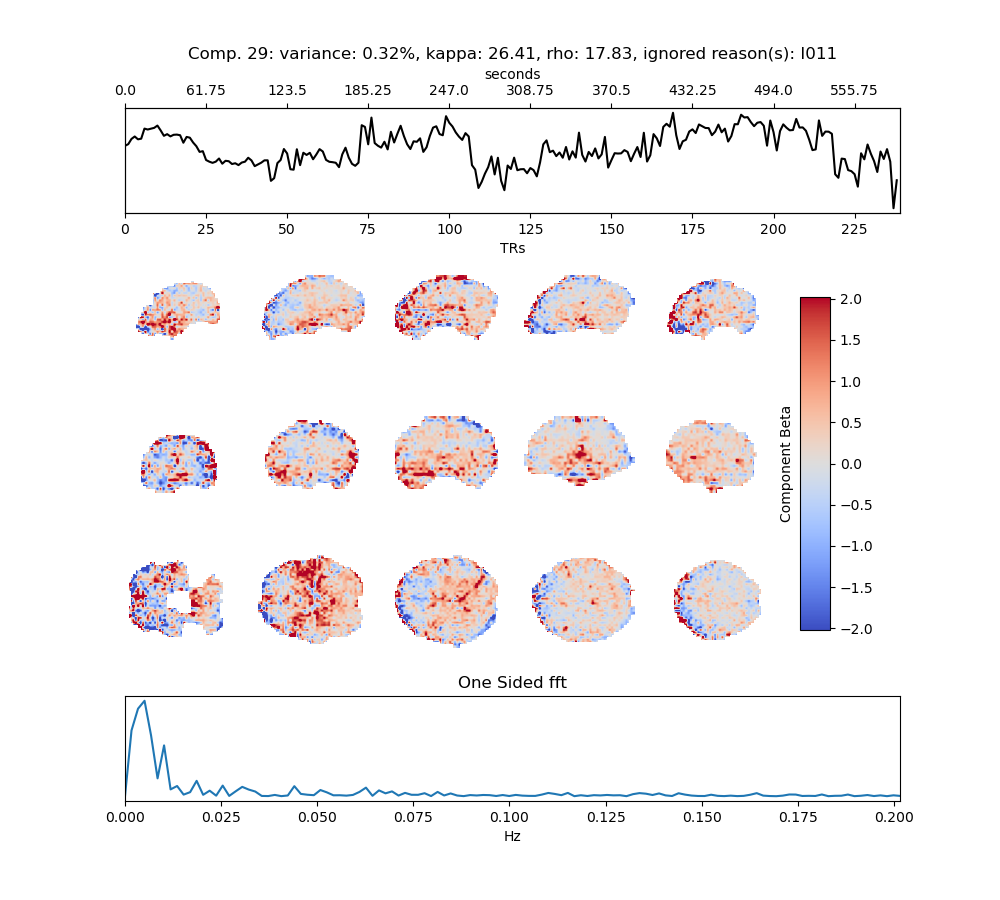 Comp. 29: variance: 0.32%, kappa: 26.41, rho: 17.83, ignored reason(s): I011
seconds
0.0 61.75 123.5 185.25 247.0 308.75 370.5 432.25 494.0 555.75
0 25 50 75 100 125 150 175 200 225
TRs
2.0
1.5
1.0
0.5
0.0
−0.5
−1.0
−1.5
−2.0
Component Beta
One Sided fft
0.000 0.025 0.050 0.075 0.100 0.125 0.150 0.175 0.200
Hz